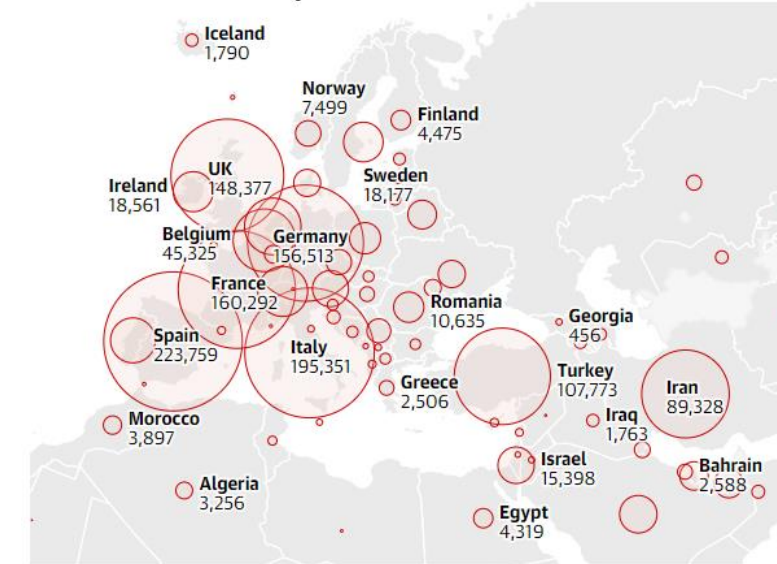 Iceland
1,790
Norway
7,499
Finland
4,475
UK
148,377
Sweden
18,177
Ireland
18,561
Belgium
45,325
Germany
156,513
France
160,292
Romania
10,635
Georgia
456
Spain
223,759
Italy
195,351
Turkey
107,773
Iran
89,328
Greece
2,506
Iraq
1,763
Morocco
3,897
Israel
15,398
Bahrain
2,588
Algeria
3,256
Egypt
4,319